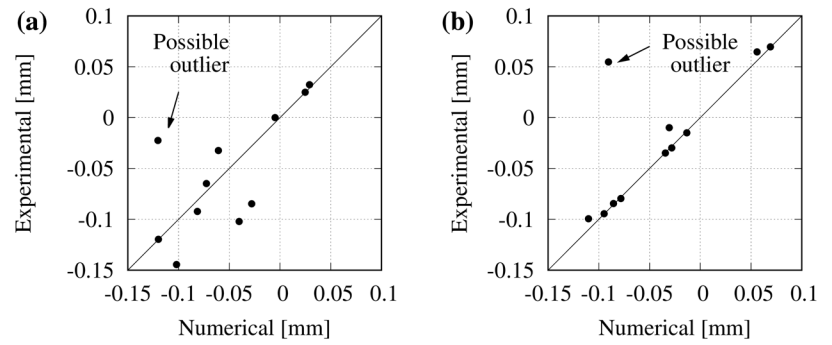 (a)
0.1
0.05
0
-0.05
-0.1
-0.15
Experimental [mm]
Possible
outlier
-0.15 -0.1 -0.05 0 0.05 0.1
Numerical [mm]
(b)
0.1
0.05
0
-0.05
-0.1
-0.15
Experimental [mm]
Possible
outlier
-0.15 -0.1 -0.05 0 0.05 0.1
Numerical [mm]